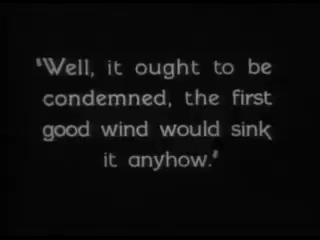 "Well, it ought to be
condemned, the first
good wind would sink
it anyhow."